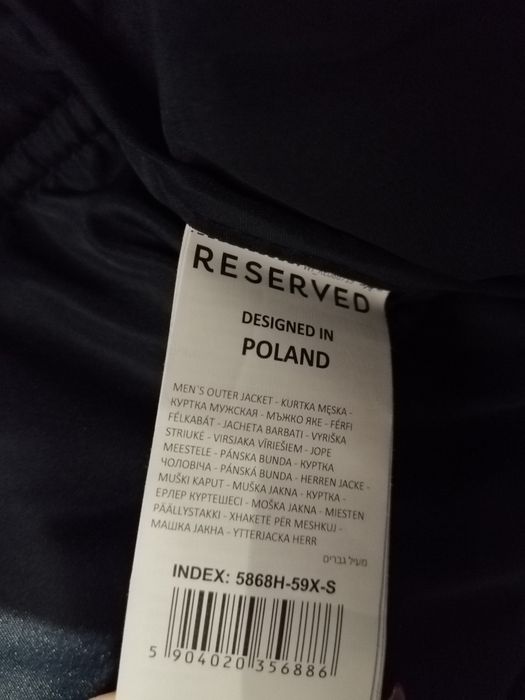 RESERVED
DESIGNED IN
POLAND
MEN`S OUTER JACKET - KURTKA MĘSKA -
КУРТКА МУЖСКАЯ - МЪЖКО ЯКЕ - FÉRFI
FÉLKABÁT - JACHETA BARBATI - VYRIŠKA
STRIUKĖ - VIRSJAKA VĪRIEŠIEM - JOPE
MEESTELE - PÁNSKA BUNDA - КУРТКА
ЧОЛОВІЧА - PÁNSKÁ BUNDA - HERREN JACKE -
MUŠKI KAPUT - MUŠKA JAKNA - КУРТКА -
ЕРЛЕР КУРТЕШЕСІ - MOŠKA JAKNA - MIESTEN
PÄÄLLYSTAKKI - XHAKETË PËR MESHKUJ -
МАШКА ЈАКНА - YTTERJACKA HERR
מעיל גברים
INDEX: 5868H-59X-S
5 904020 356886